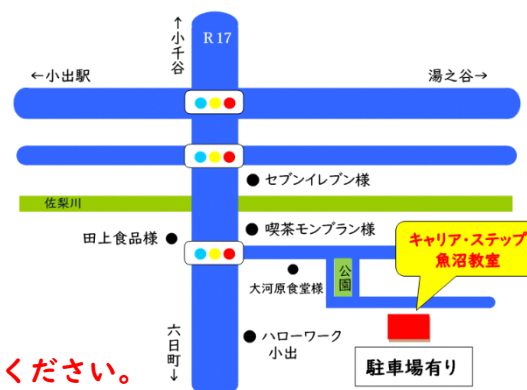 ↑小千谷
R17
←小出駅
湯之谷→
セブンイレブン様
佐梨川
喫茶モンブラン様
田上食品様
キャリア・ステップ
魚沼教室
公園
大河原食堂様
ハローワーク
小出
六日町↓
駐車場有り
ください。